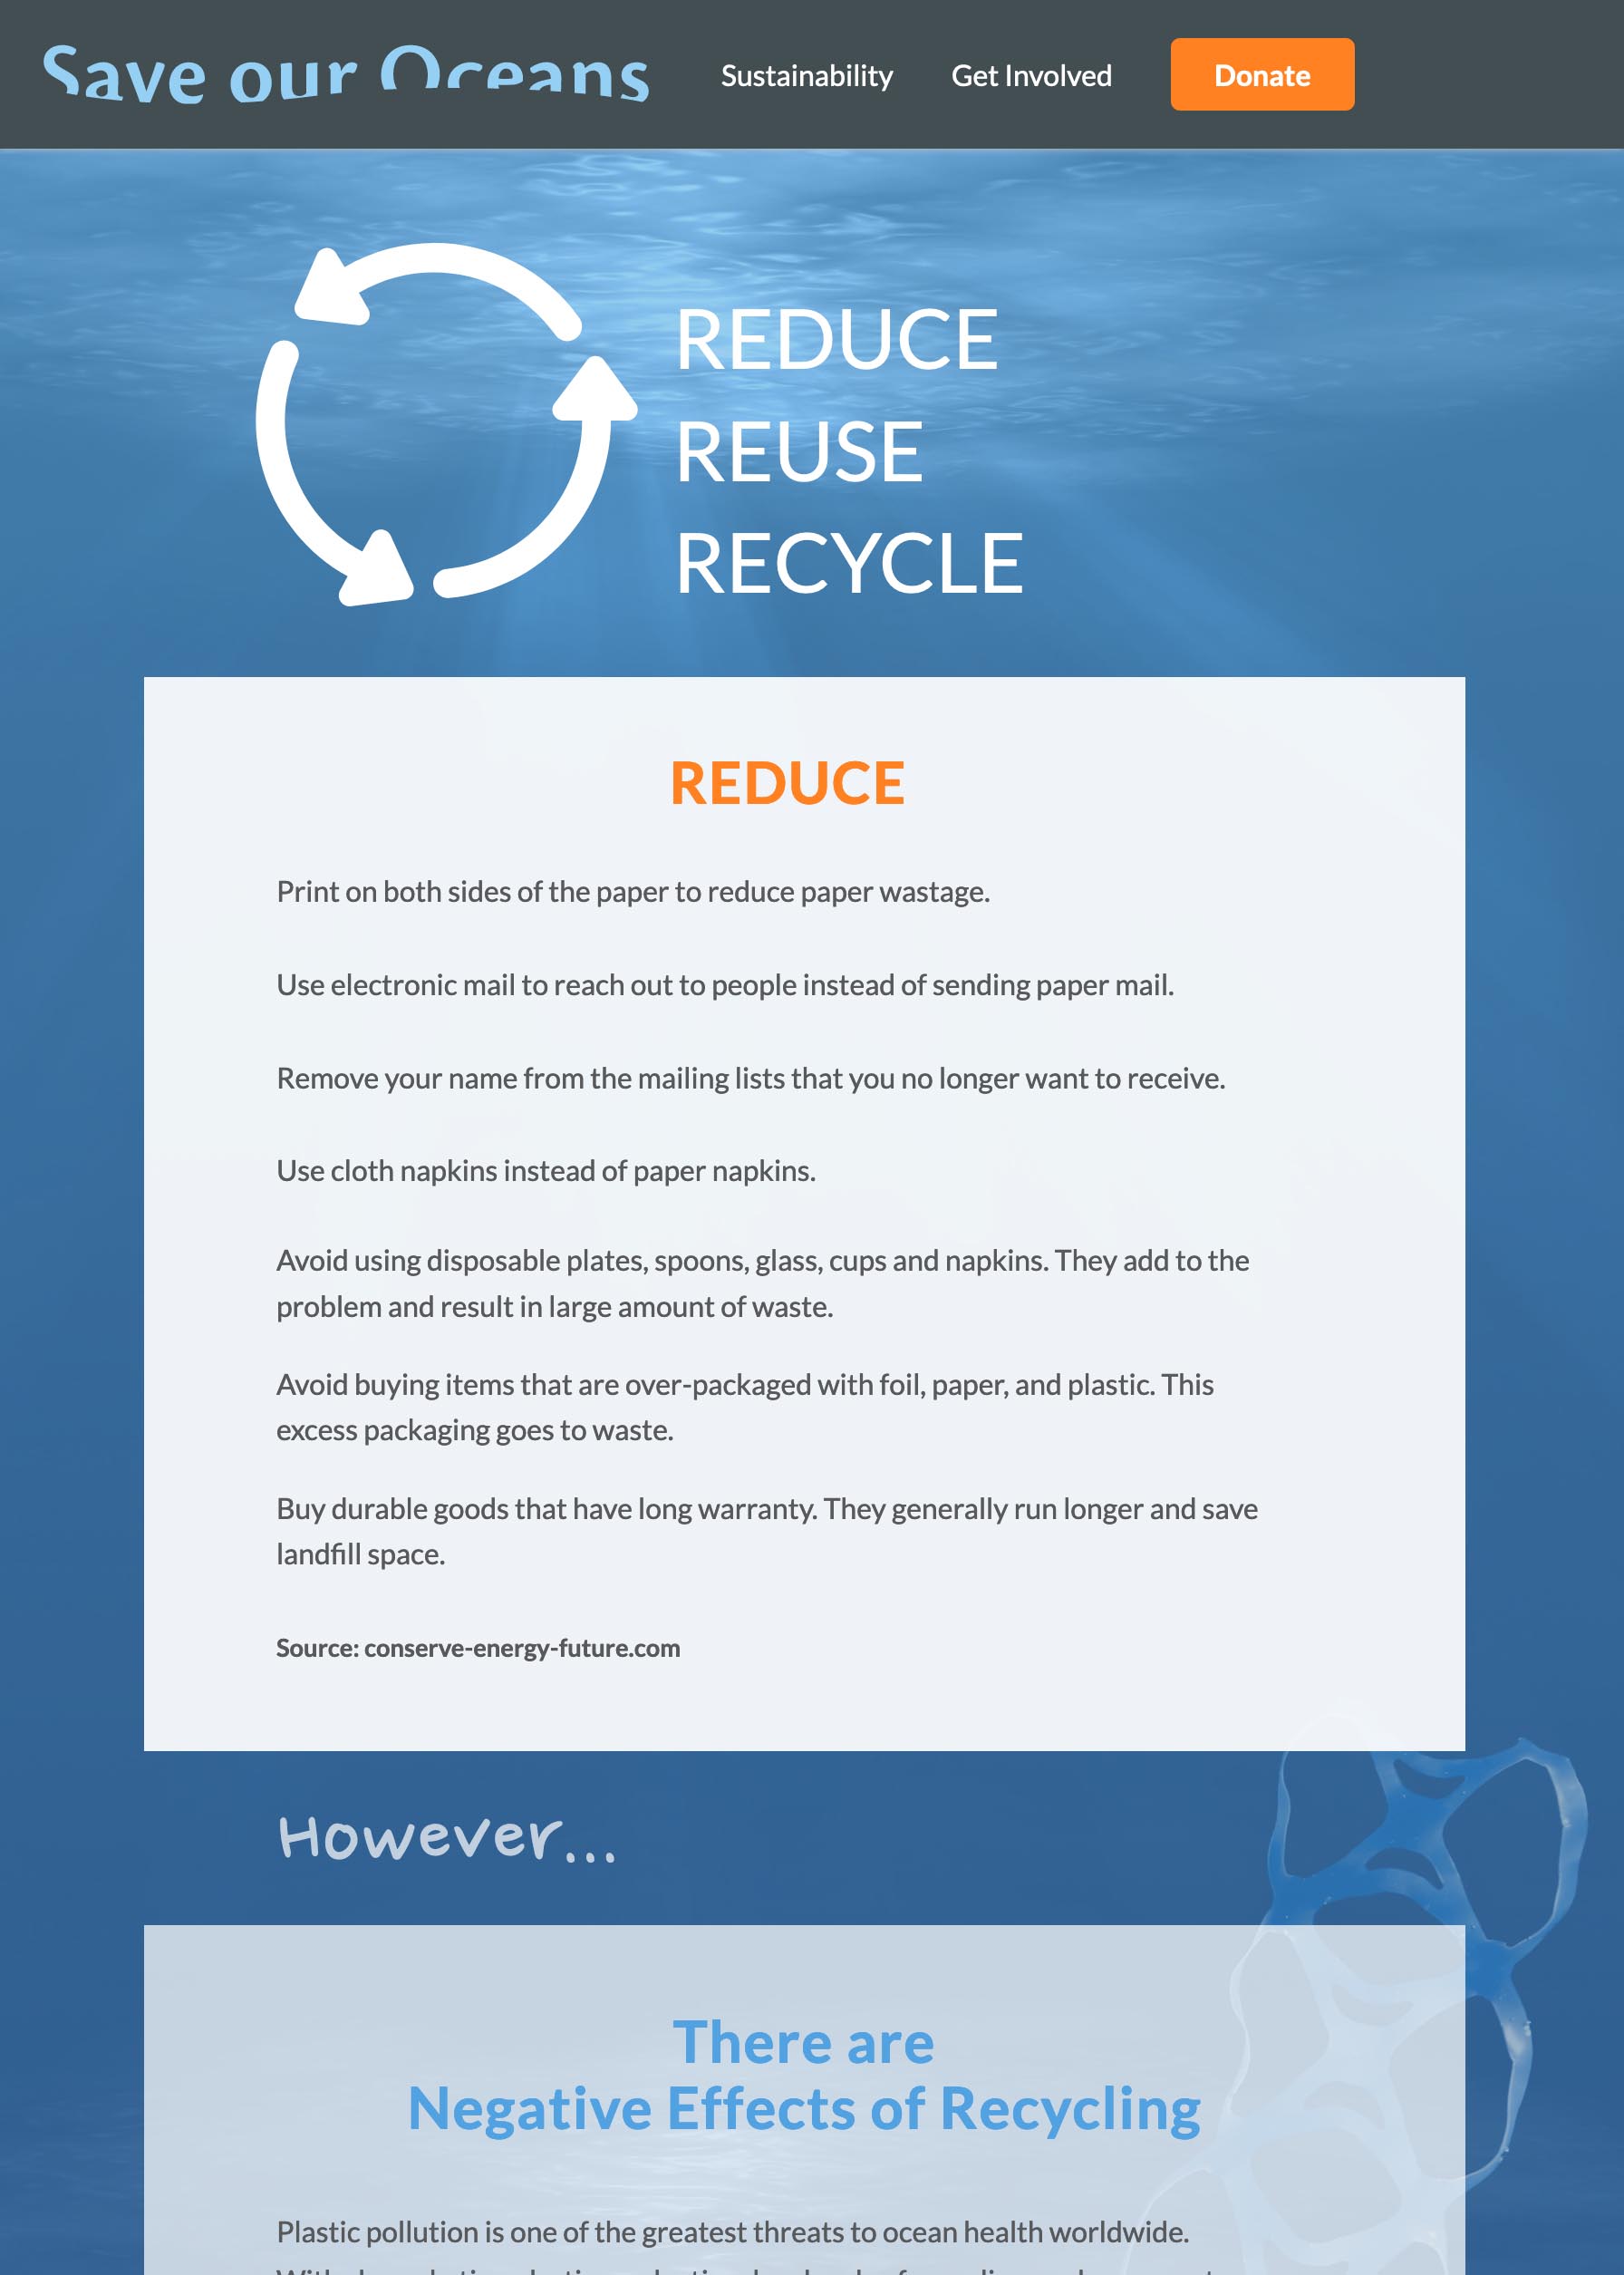 Save our Oceans
Sustainability
Get Involved
Donate
REDUCE
REUSE
RECYCLE
REDUCE
Print on both sides of the paper to reduce paper wastage.
Use electronic mail to reach out to people instead of sending paper mail.
Remove your name from the mailing lists that you no longer want to receive.
Use cloth napkins instead of paper napkins.
Avoid using disposable plates, spoons, glass, cups and napkins. They add to the
problem and result in large amount of waste.
Avoid buying items that are over-packaged with foil, paper, and plastic. This
excess packaging goes to waste.
Buy durable goods that have long warranty. They generally run longer and save
landfill space.
Source: conserve-energy-future.com
However...
There are
Negative Effects of Recycling
Plastic pollution is one of the greatest threats to ocean health worldwide.